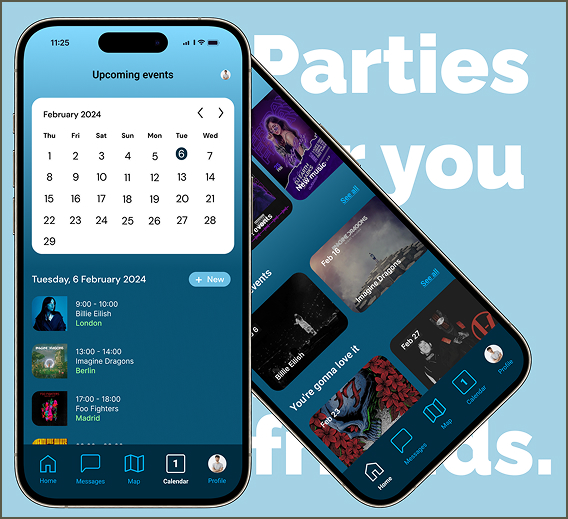 Parties
you
friends.
11:25
Upcoming events
February 2024
Thu Fri Sat Sun Mon Tue Wed
1 2 3 4 5 6 7
8 9 10 11 12 13 14
15 16 17 18 19 20 21
22 23 24 25 26 27 28
29
Tuesday, 6 February 2024
+ New
9:00 - 10:00
Billie Eilish
London
13:00 - 14:00
Imagine Dragons
Berlin
17:00 - 18:00
Foo Fighters
Madrid
Home
Messages
Map
1
Calendar
Profile
New music
events
See all
Feb 18
IMAGINE DRAGONS
Imagine Dragons
events
See all
6
Billie Eilish
Feb 27
You're gonna love it
Feb 23
Home
Messages
Map
1
Calendar
Profile